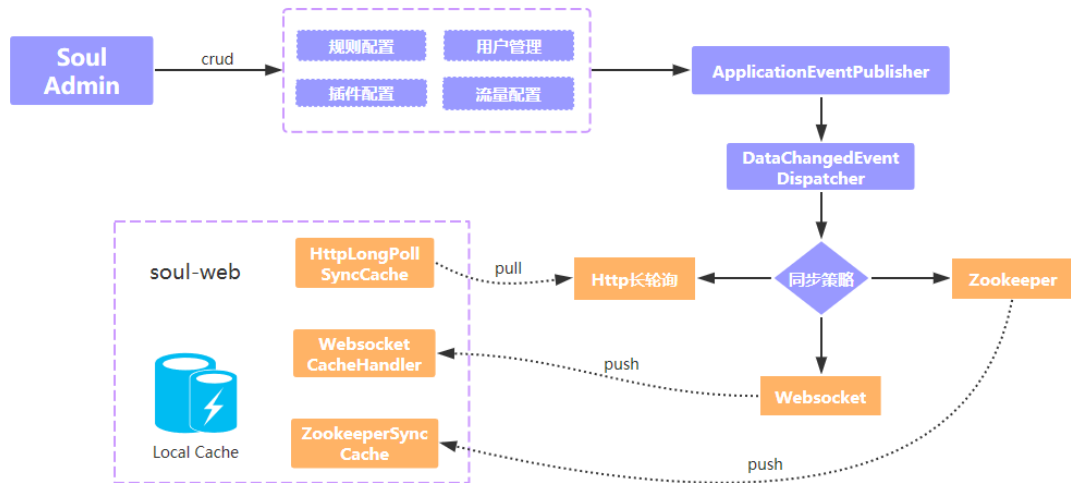 Soul
Admin
crud
规则配置
用户管理
插件配置
流量配置
ApplicationEventPublisher
DataChangedEvent
Dispatcher
soul-web
HttpLongPoll
SyncCache
pull
Http长轮询
同步策略
Zookeeper
Websocket
CacheHandler
push
Websocket
ZookeeperSync
Cache
push
Local Cache